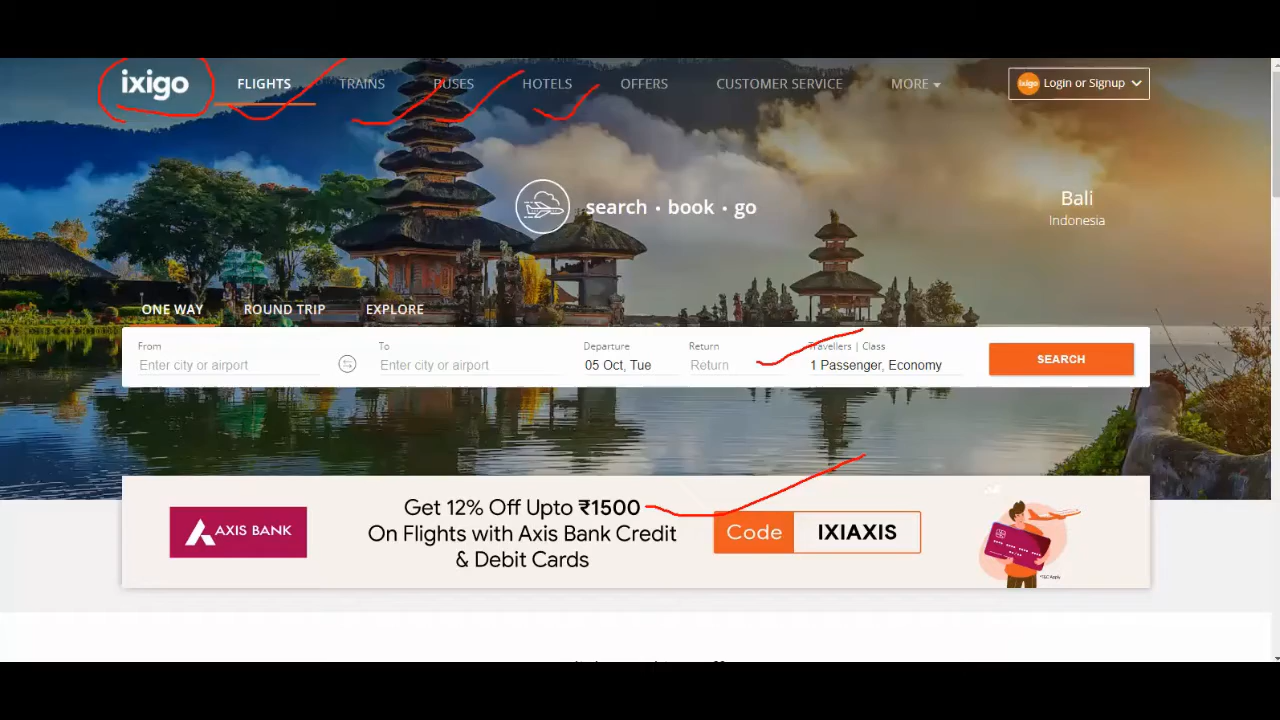 ixigo
FLIGHTS TRAINS BUSES HOTELS OFFERS CUSTOMER SERVICE MORE
ixigo Login or Signup
search • book • go
Bali
Indonesia
ONE WAY ROUND TRIP EXPLORE
From To Departure Return Travellers | Class
Enter city or airport Enter city or airport 05 Oct, Tue Return 1 Passenger, Economy
SEARCH
AXIS BANK
Get 12% Off Upto ₹1500
On Flights with Axis Bank Credit
& Debit Cards
Code IXIAXIS
*T&C Apply